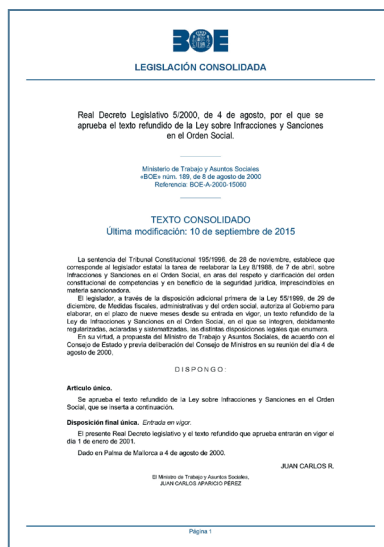 BOE
LEGISLACIÓN CONSOLIDADA
Real Decreto Legislativo 5/2000, de 4 de agosto, por el que se
aprueba el texto refundido de la Ley sobre Infracciones y Sanciones
en el Orden Social.
Ministerio de Trabajo y Asuntos Sociales
«BOE» núm. 189, de 8 de agosto de 2000
Referencia: BOE-A-2000-15060
TEXTO CONSOLIDADO
Última modificación: 10 de septiembre de 2015
La sentencia del Tribunal Constitucional 195/1996, de 28 de noviembre, establece que
corresponde al legislador estatal la tarea de reelaborar la Ley 8/1988, de 7 de abril, sobre
Infracciones y Sanciones en el Orden Social, en aras del respeto y clarificación del orden
constitucional de competencias y en beneficio de la seguridad jurídica, imprescindibles en
materia sancionadora.
El legislador, a través de la disposición adicional primera de la Ley 55/1999, de 29 de
diciembre, de Medidas fiscales, administrativas y del orden social, autoriza al Gobierno para
elaborar, en el plazo de nueve meses desde su entrada en vigor, un texto refundido de la
Ley de Infracciones y Sanciones en el Orden Social, en el que se integren, debidamente
regularizadas, aclaradas y sistematizadas, las distintas disposiciones legales que enumera.
En su virtud, a propuesta del Ministro de Trabajo y Asuntos Sociales, de acuerdo con el
Consejo de Estado y previa deliberación del Consejo de Ministros en su reunión del día 4 de
agosto de 2000,
D I S P O N G O :
Artículo único.
Se aprueba el texto refundido de la Ley sobre Infracciones y Sanciones en el Orden
Social, que se inserta a continuación.
Disposición final única. Entrada en vigor.
El presente Real Decreto legislativo y el texto refundido que aprueba entrarán en vigor el
día 1 de enero de 2001.
Dado en Palma de Mallorca a 4 de agosto de 2000.
JUAN CARLOS R.
El Ministro de Trabajo y Asuntos Sociales,
JUAN CARLOS APARICIO PÉREZ
Página 1